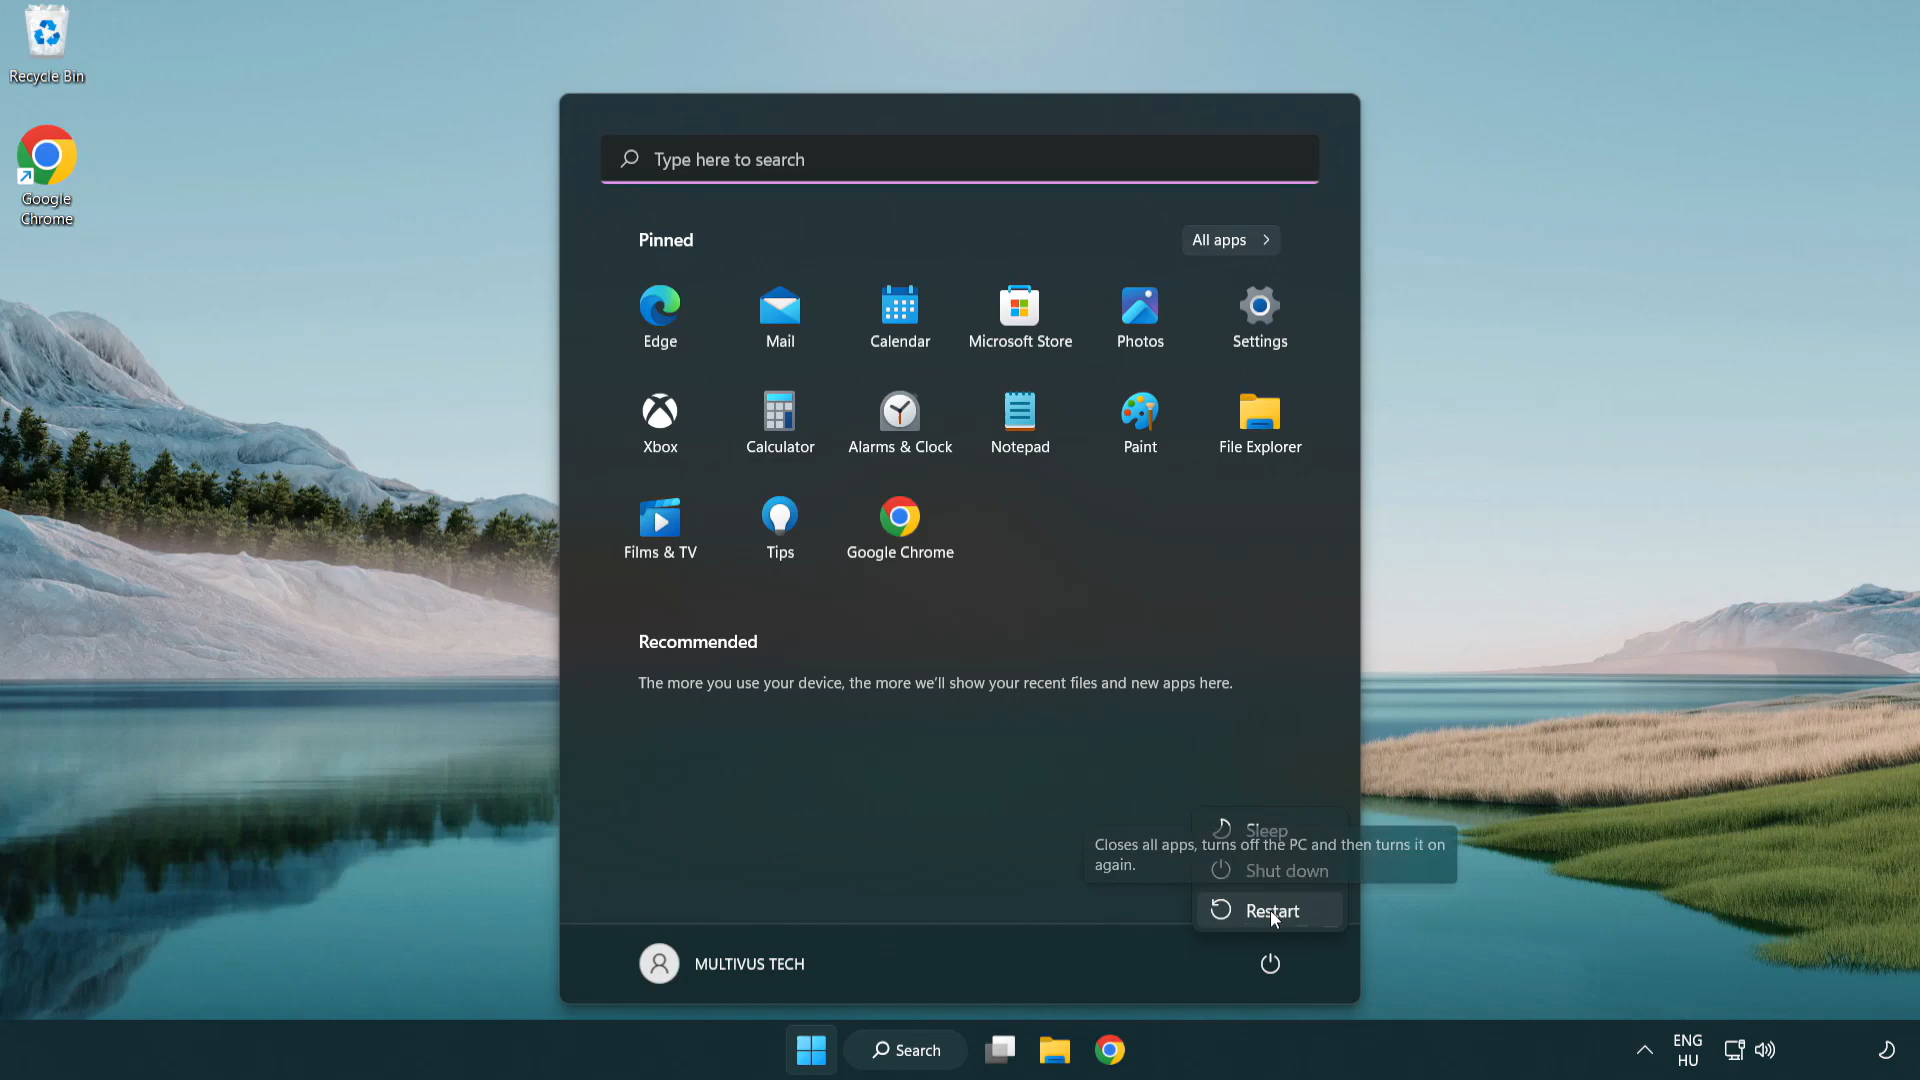 Recycle Bin
Google
Chrome
Type here to search
Pinned
All apps
Edge
Mail
Calendar
Microsoft Store
Photos
Settings
Xbox
Calculator
Alarms & Clock
Notepad
Paint
File Explorer
Films & TV
Tips
Google Chrome
Recommended
The more you use your device, the more we'll show your recent files and new apps here.
Sleep
Closes all apps, turns off the PC and then turns it on
again.
Shut down
Restart
MULTIVUS TECH
Search
ENG
HU